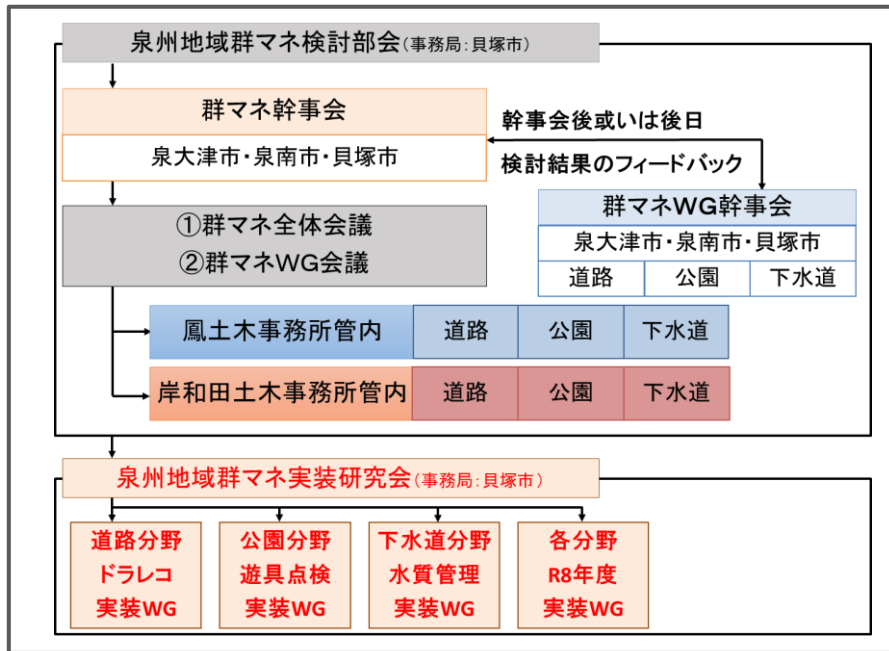 泉州地域群マネ検討部会(事務局:貝塚市)
群マネ幹事会
泉大津市・泉南市・貝塚市
幹事会後或いは後日
検討結果のフィードバック
群マネWG幹事会
泉大津市・泉南市・貝塚市
道路 公園 下水道
①群マネ全体会議
②群マネWG会議
鳳土木事務所管内 道路 公園 下水道
岸和田土木事務所管内 道路 公園 下水道
泉州地域群マネ実装研究会(事務局:貝塚市)
道路分野
ドラレコ
実装WG
公園分野
遊具点検
実装WG
下水道分野
水質管理
実装WG
各分野
R8年度
実装WG